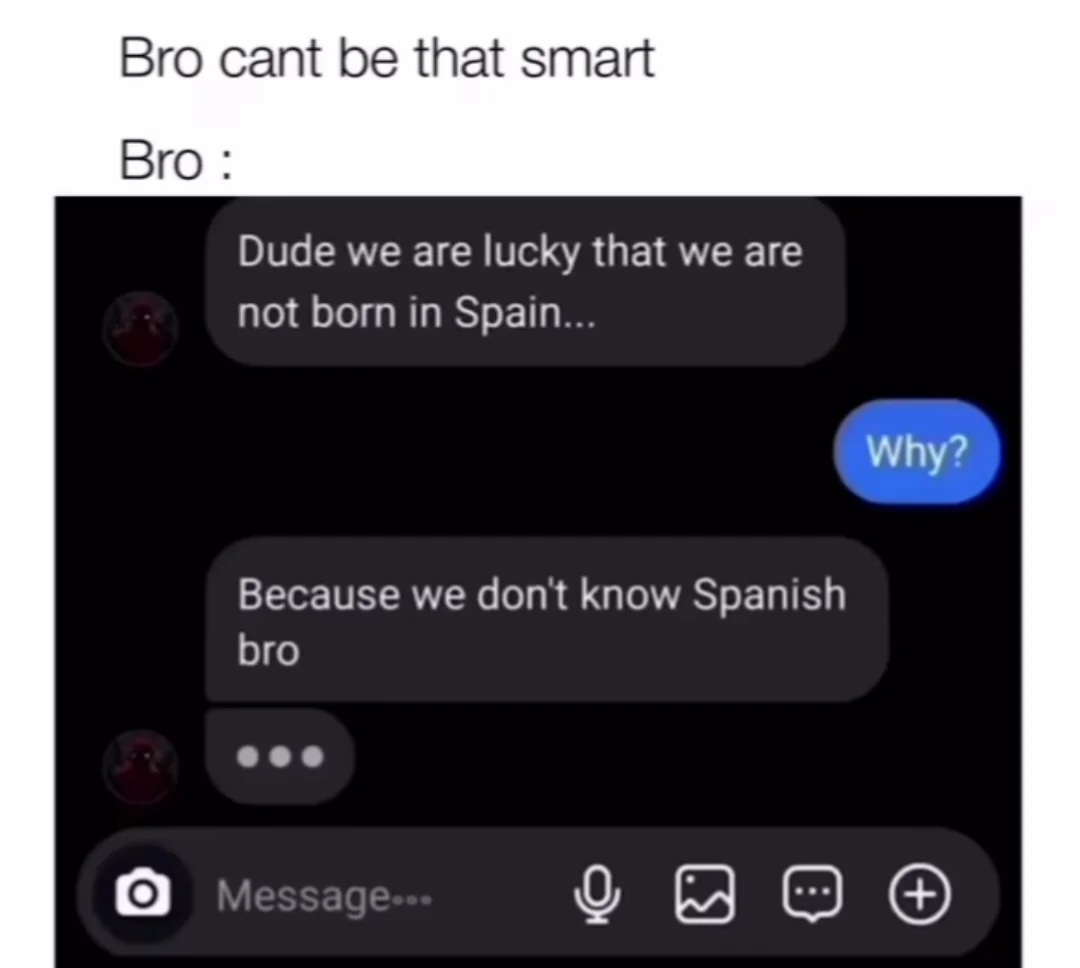 Bro cant be that smart
Bro :
Dude we are lucky that we are
not born in Spain...
Why?
Because we don't know Spanish
bro
Message...